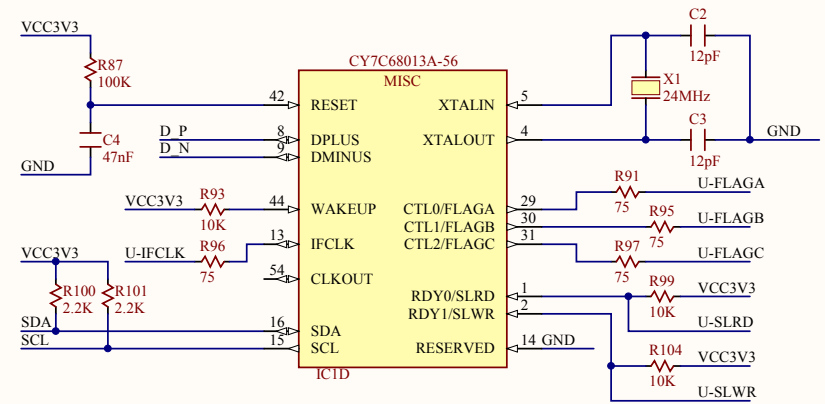 VCC3V3
R87
100K
C4
47nF
GND
D_P
D_N
VCC3V3
R93
10K
U-IFCLK
R96
75
VCC3V3
R100
2.2K
R101
2.2K
SDA
SCL
42
8
9
44
13
54
16
15
CY7C68013A-56
MISC
RESET XTALIN
DPLUS XTALOUT
DMINUS
WAKEUP CTL0/FLAGA
CTL1/FLAGB
IFCLK CTL2/FLAGC
CLKOUT
RDY0/SLRD
RDY1/SLWR
SDA
SCL RESERVED
IC1D
5
4
29
30
31
1
2
14 GND
C2
12pF
X1
24MHz
C3
12pF
GND
R91
75
U-FLAGA
R95
75
U-FLAGB
R97
75
U-FLAGC
R99
10K
VCC3V3
U-SLRD
R104
10K
VCC3V3
U-SLWR